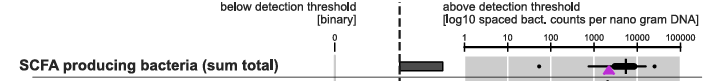 below detection threshold
[binary]
above detection threshold
[log10 spaced bact. counts per nano gram DNA]
0
1 10 100 1000 10000 100000
SCFA producing bacteria (sum total)